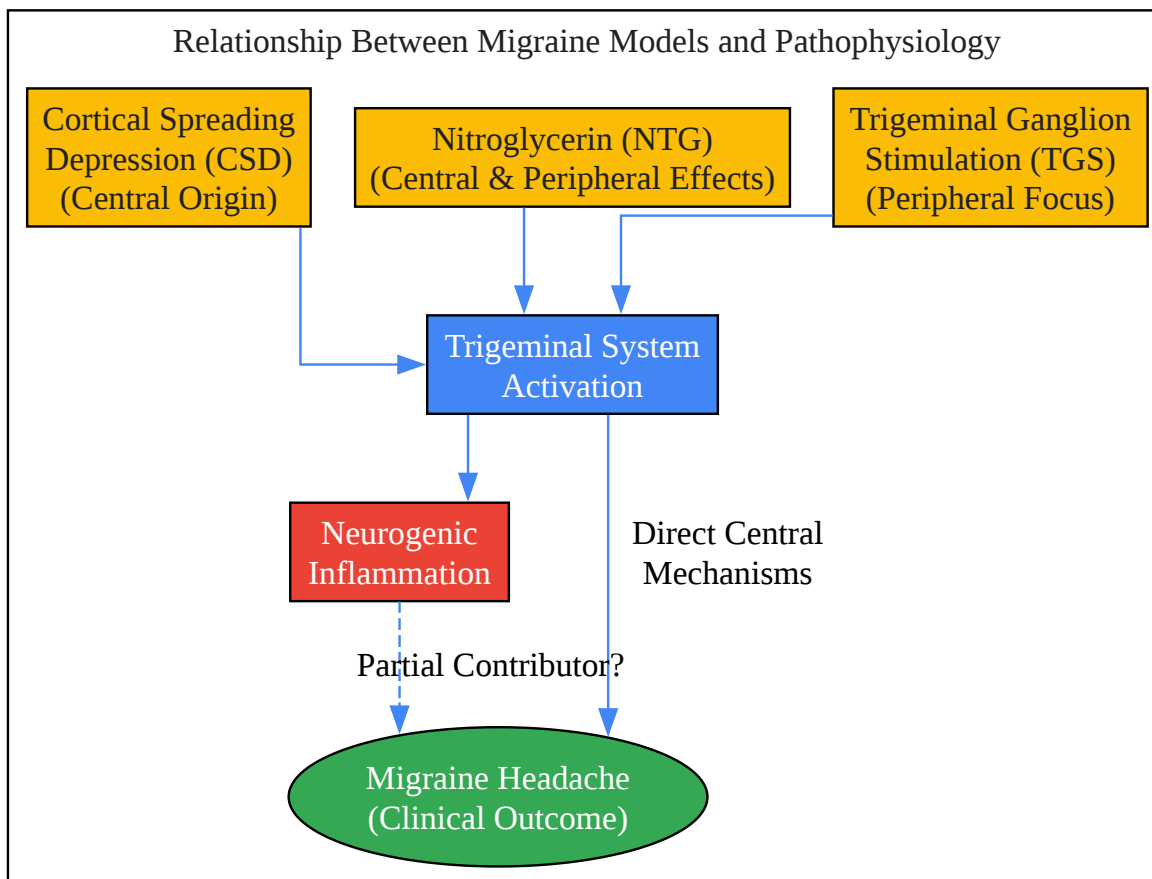 Relationship Between Migraine Models and Pathophysiology
Cortical Spreading
Depression (CSD)
(Central Origin)
Nitroglycerin (NTG)
(Central & Peripheral Effects)
Trigeminal Ganglion
Stimulation (TGS)
(Peripheral Focus)
Trigeminal System
Activation
Neurogenic
Inflammation
Direct Central
Mechanisms
Partial Contributor?
Migraine Headache
(Clinical Outcome)